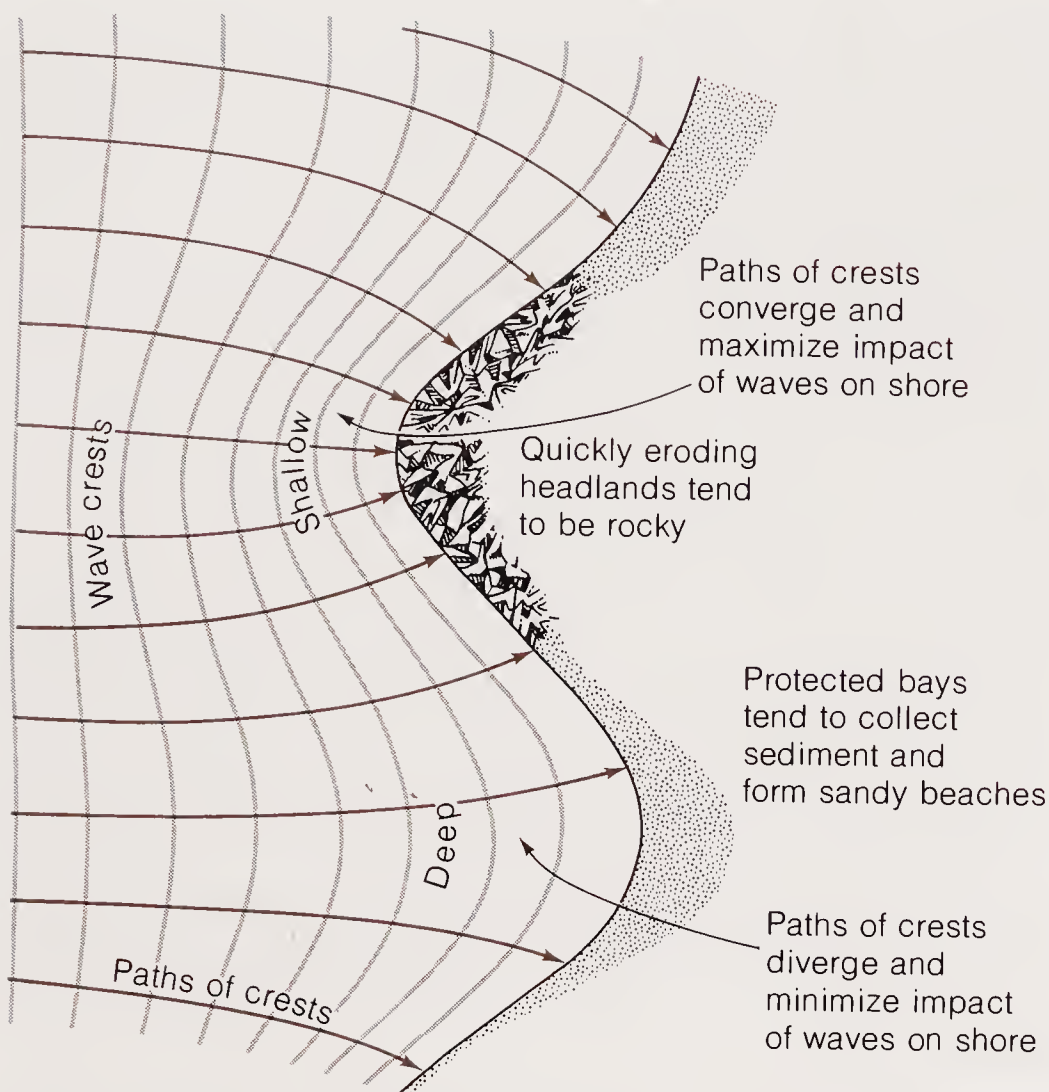 Paths of crests
converge and
maximize impact
of waves on shore
Wave crests
Shallow
Quickly eroding
headlands tend
to be rocky
Protected bays
tend to collect
sediment and
form sandy beaches
Deep
Paths of crests
diverge and
minimize impact
of waves on shore
Paths of crests